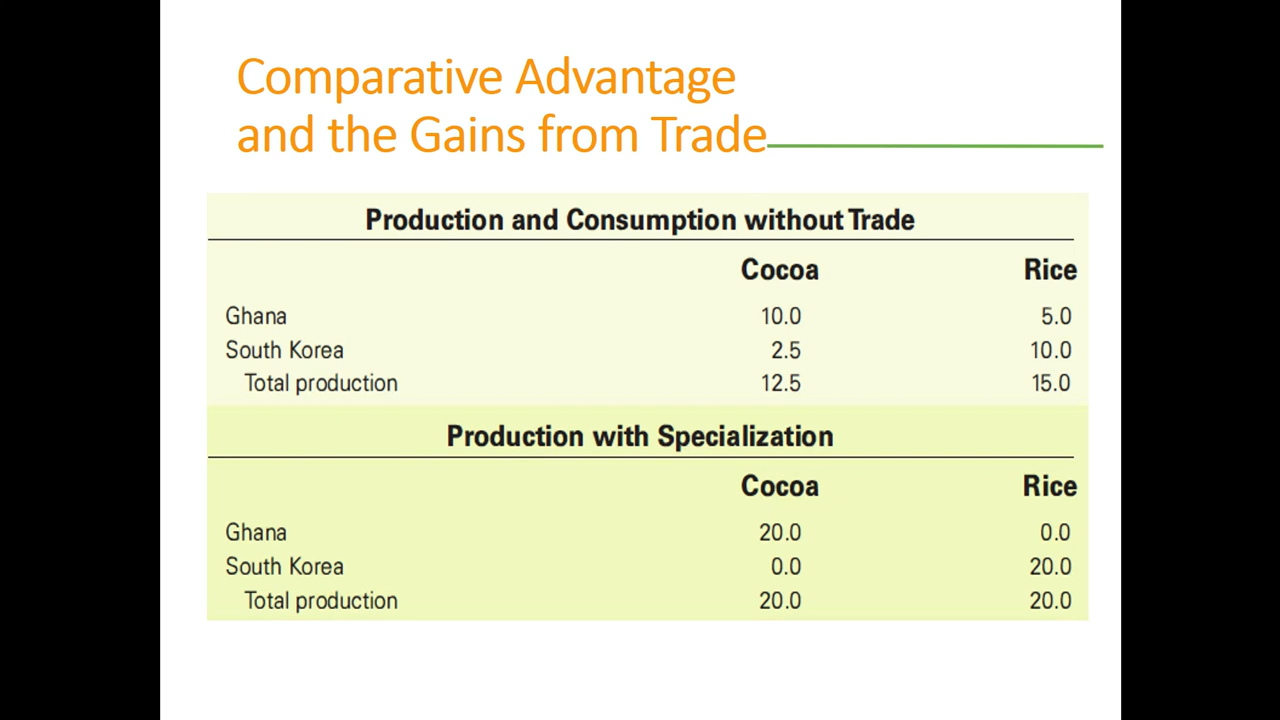 Comparative Advantage
and the Gains from Trade
Production and Consumption without Trade
Cocoa Rice
Ghana 10.0 5.0
South Korea 2.5 10.0
Total production 12.5 15.0
Production with Specialization
Cocoa Rice
Ghana 20.0 0.0
South Korea 0.0 20.0
Total production 20.0 20.0